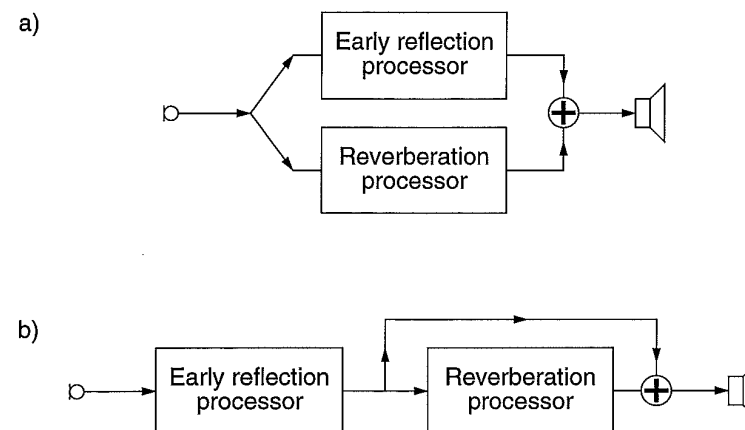 a)
Early reflection
processor
Reverberation
processor
b)
Early reflection
processor
Reverberation
processor